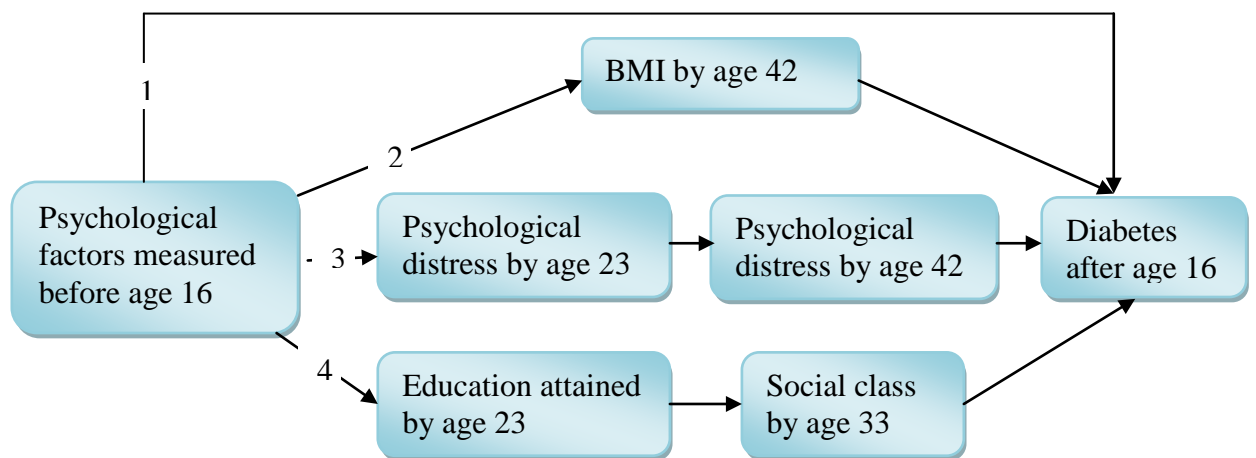 1
BMI by age 42
2
Psychological
factors measured
before age 16
3
Psychological
distress by age 23
Psychological
distress by age 42
Diabetes
after age 16
4
Education attained
by age 23
Social class
by age 33